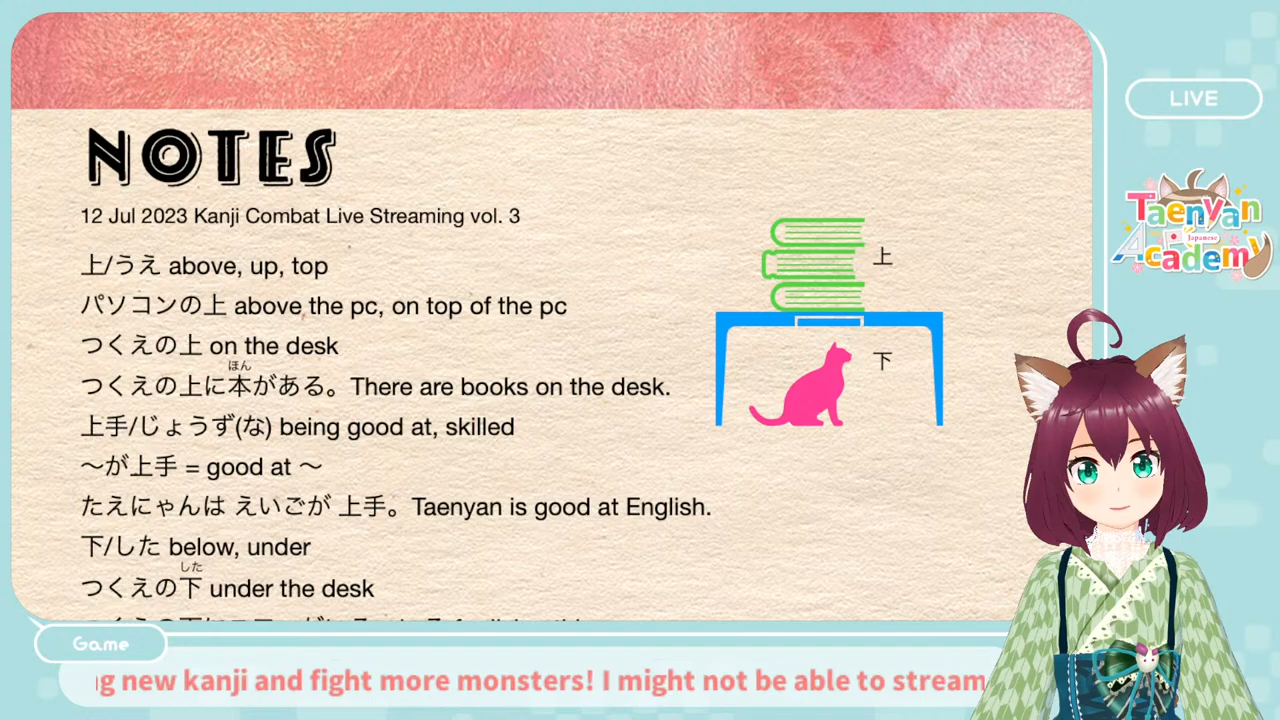 NOTES
12 Jul 2023 Kanji Combat Live Streaming vol. 3
上/うえ above, up, top
パソコンの上 above the pc, on top of the pc
つくえの上 on the desk
ほん
つくえの上に本がある。There are books on the desk.
上手/じょうず(な) being good at, skilled
〜が上手 = good at 〜
たえにゃんは えいごが 上手。Taenyan is good at English.
下/した below, under
した
つくえの下 under the desk
上
下
LIVE
Taenyan
Japanese
Academy
Game
g new kanji and fight more monsters! I might not be able to stream